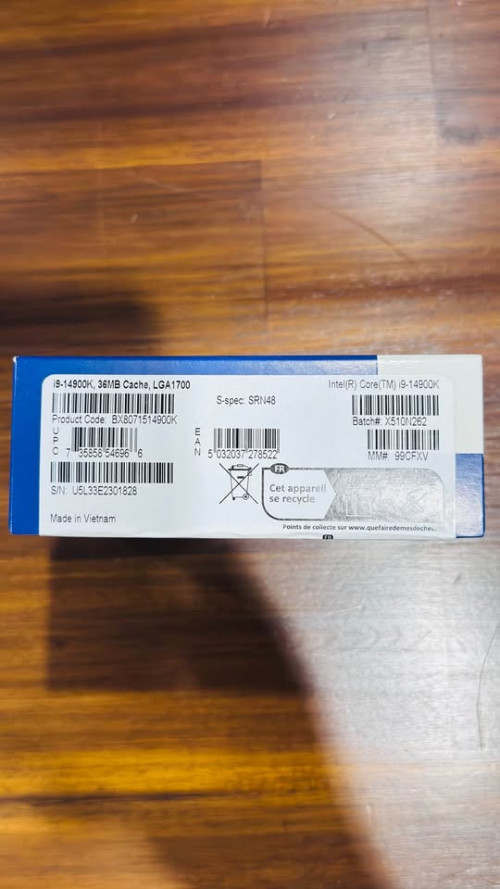 i9-14900K, 36MB Cache, LGA1700
Intel(R) Core(TM) i9-14900K
S-spec: SRN48
Product Code: BX8071514900K
Batch#: X510N262
UPC
7 35858 54696 6
EAN
5 032037 278522
MM#: 99CFXV
S/N: U5L33E2301828
FR
Cet appareil
se recycle
Made in Vietnam
Points de collecte sur www.quefairedemesdeche
FR